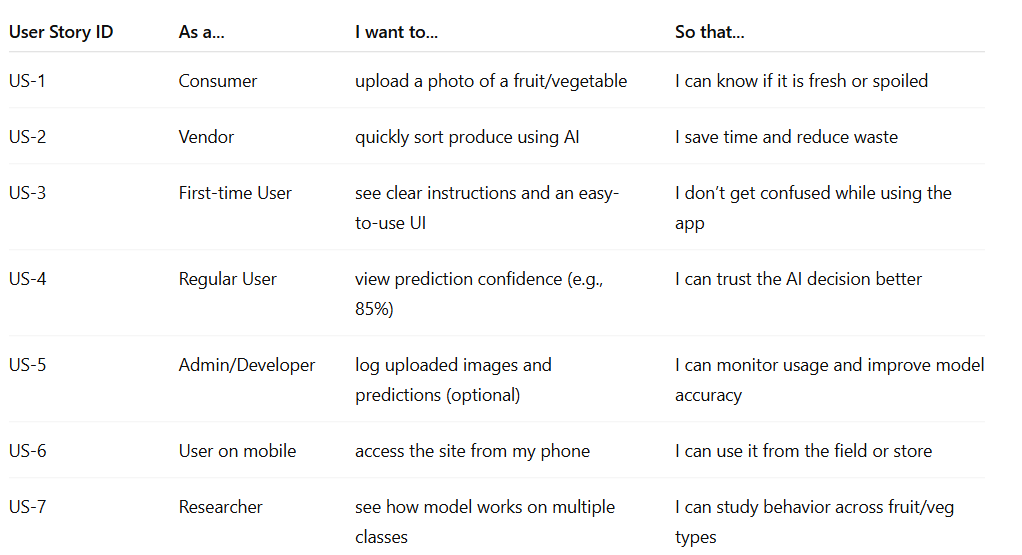 User Story ID As a... I want to... So that...
US-1 Consumer upload a photo of a fruit/vegetable I can know if it is fresh or spoiled
US-2 Vendor quickly sort produce using AI I save time and reduce waste
US-3 First-time User see clear instructions and an easy- I don’t get confused while using the
to-use UI app
US-4 Regular User view prediction confidence (e.g., I can trust the AI decision better
85%)
US-5 Admin/Developer log uploaded images and I can monitor usage and improve model
predictions (optional) accuracy
US-6 User on mobile access the site from my phone I can use it from the field or store
US-7 Researcher see how model works on multiple I can study behavior across fruit/veg
classes types